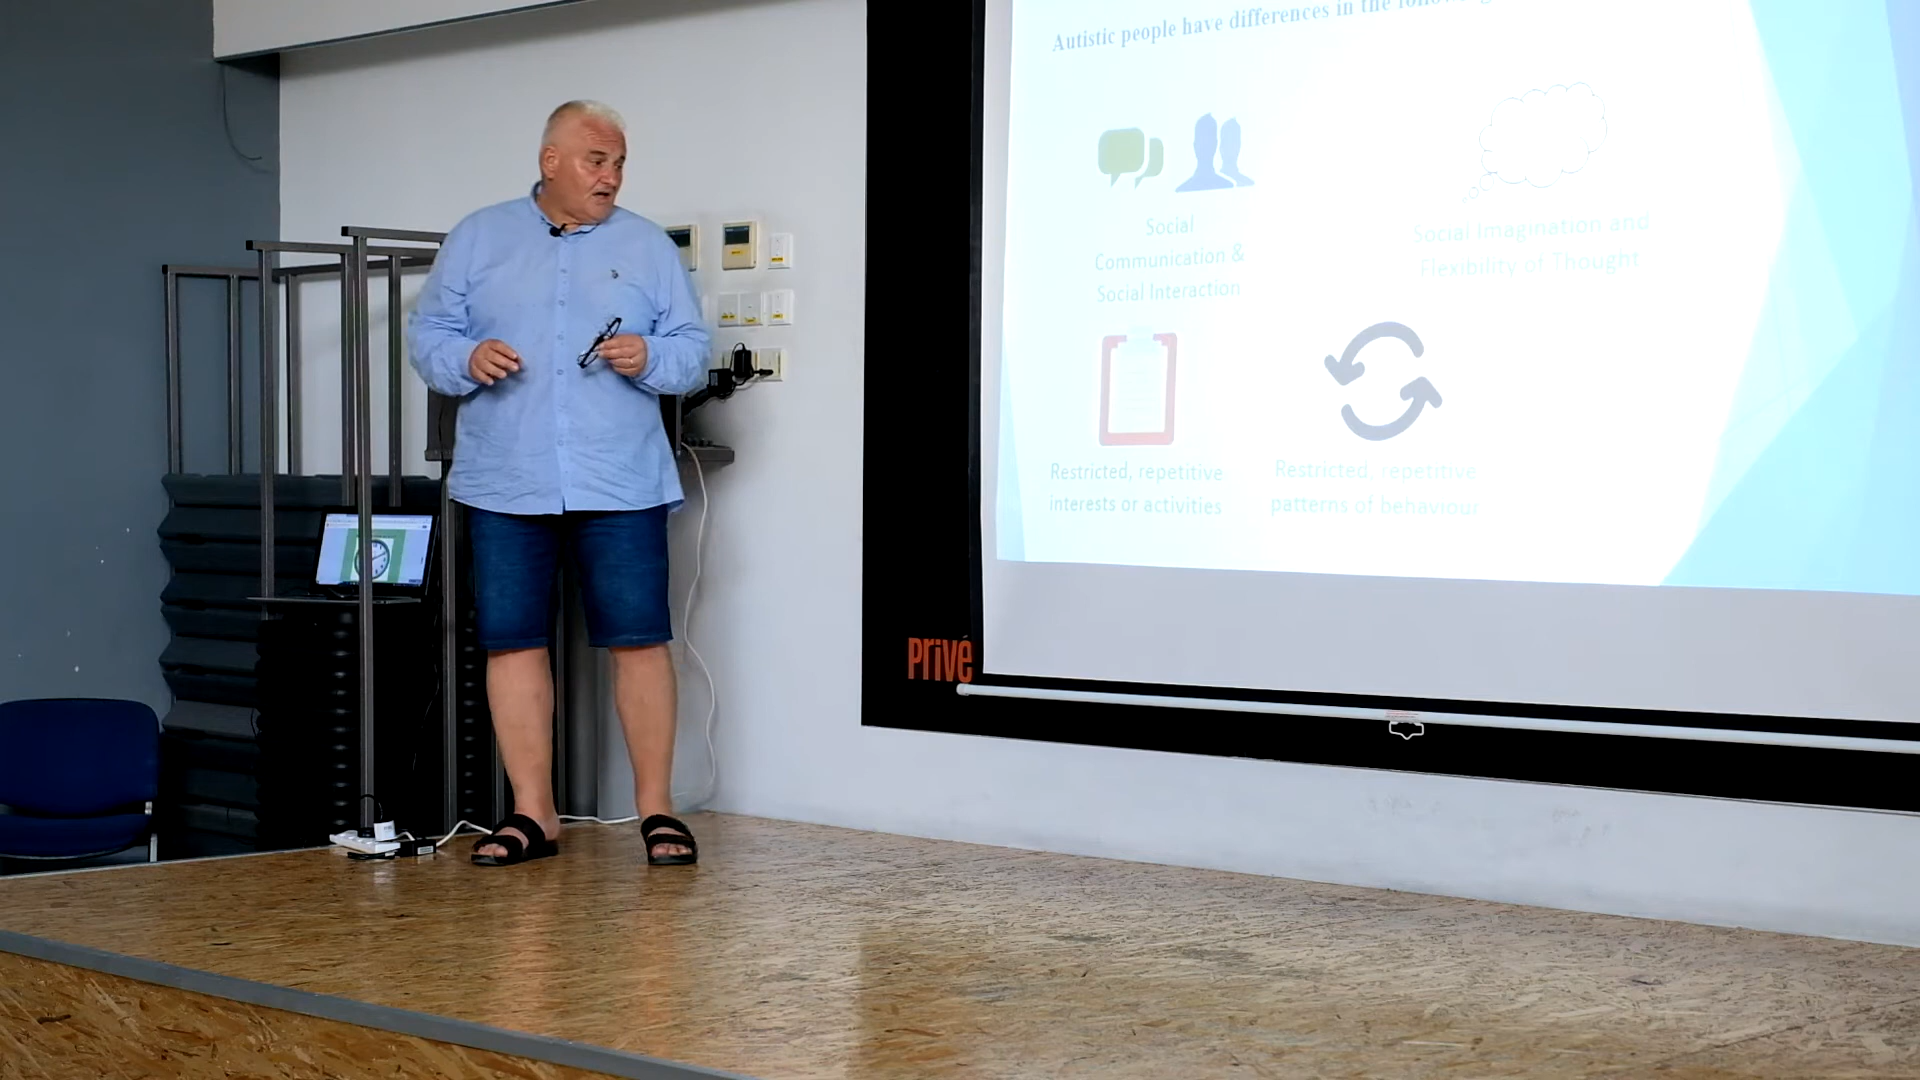 Autistic people have differences in the following
Social
Communication &
Social Interaction
Social Imagination and
Flexibility of Thought
Restricted, repetitive
interests or activities
Restricted, repetitive
patterns of behaviour
privé